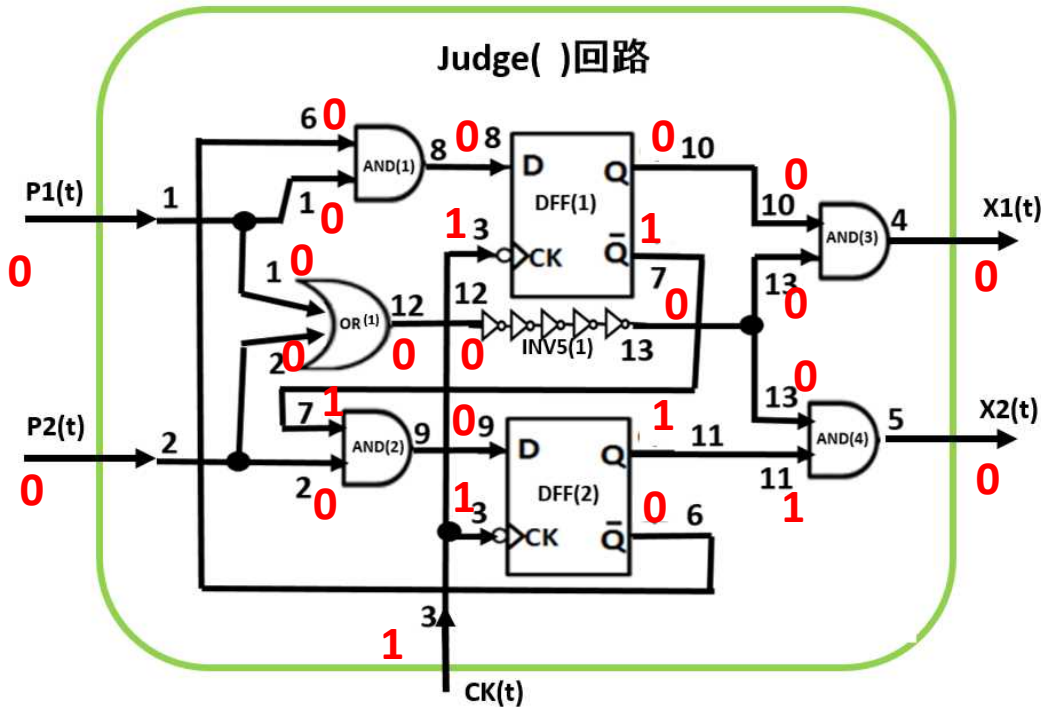 Judge( )回路
6 0
AND(1)
8 0 8
D
Q
0 10
DFF(1)
P1(t)
1
1 0
0
1 3
CK
Q̅
1
7
0
10
10
AND(3)
4
X1(t)
0
13
0
1 0
OR(1)
12
0
12
0
INV5(1)
0
13
2 0
0
13
7 1
AND(2)
9 0 9
D
Q
1
11
DFF(2)
P2(t)
2
0
2 0
1 3
CK
Q̅
0 6
11
1
AND(4)
5
X2(t)
0
3
1
CK(t)